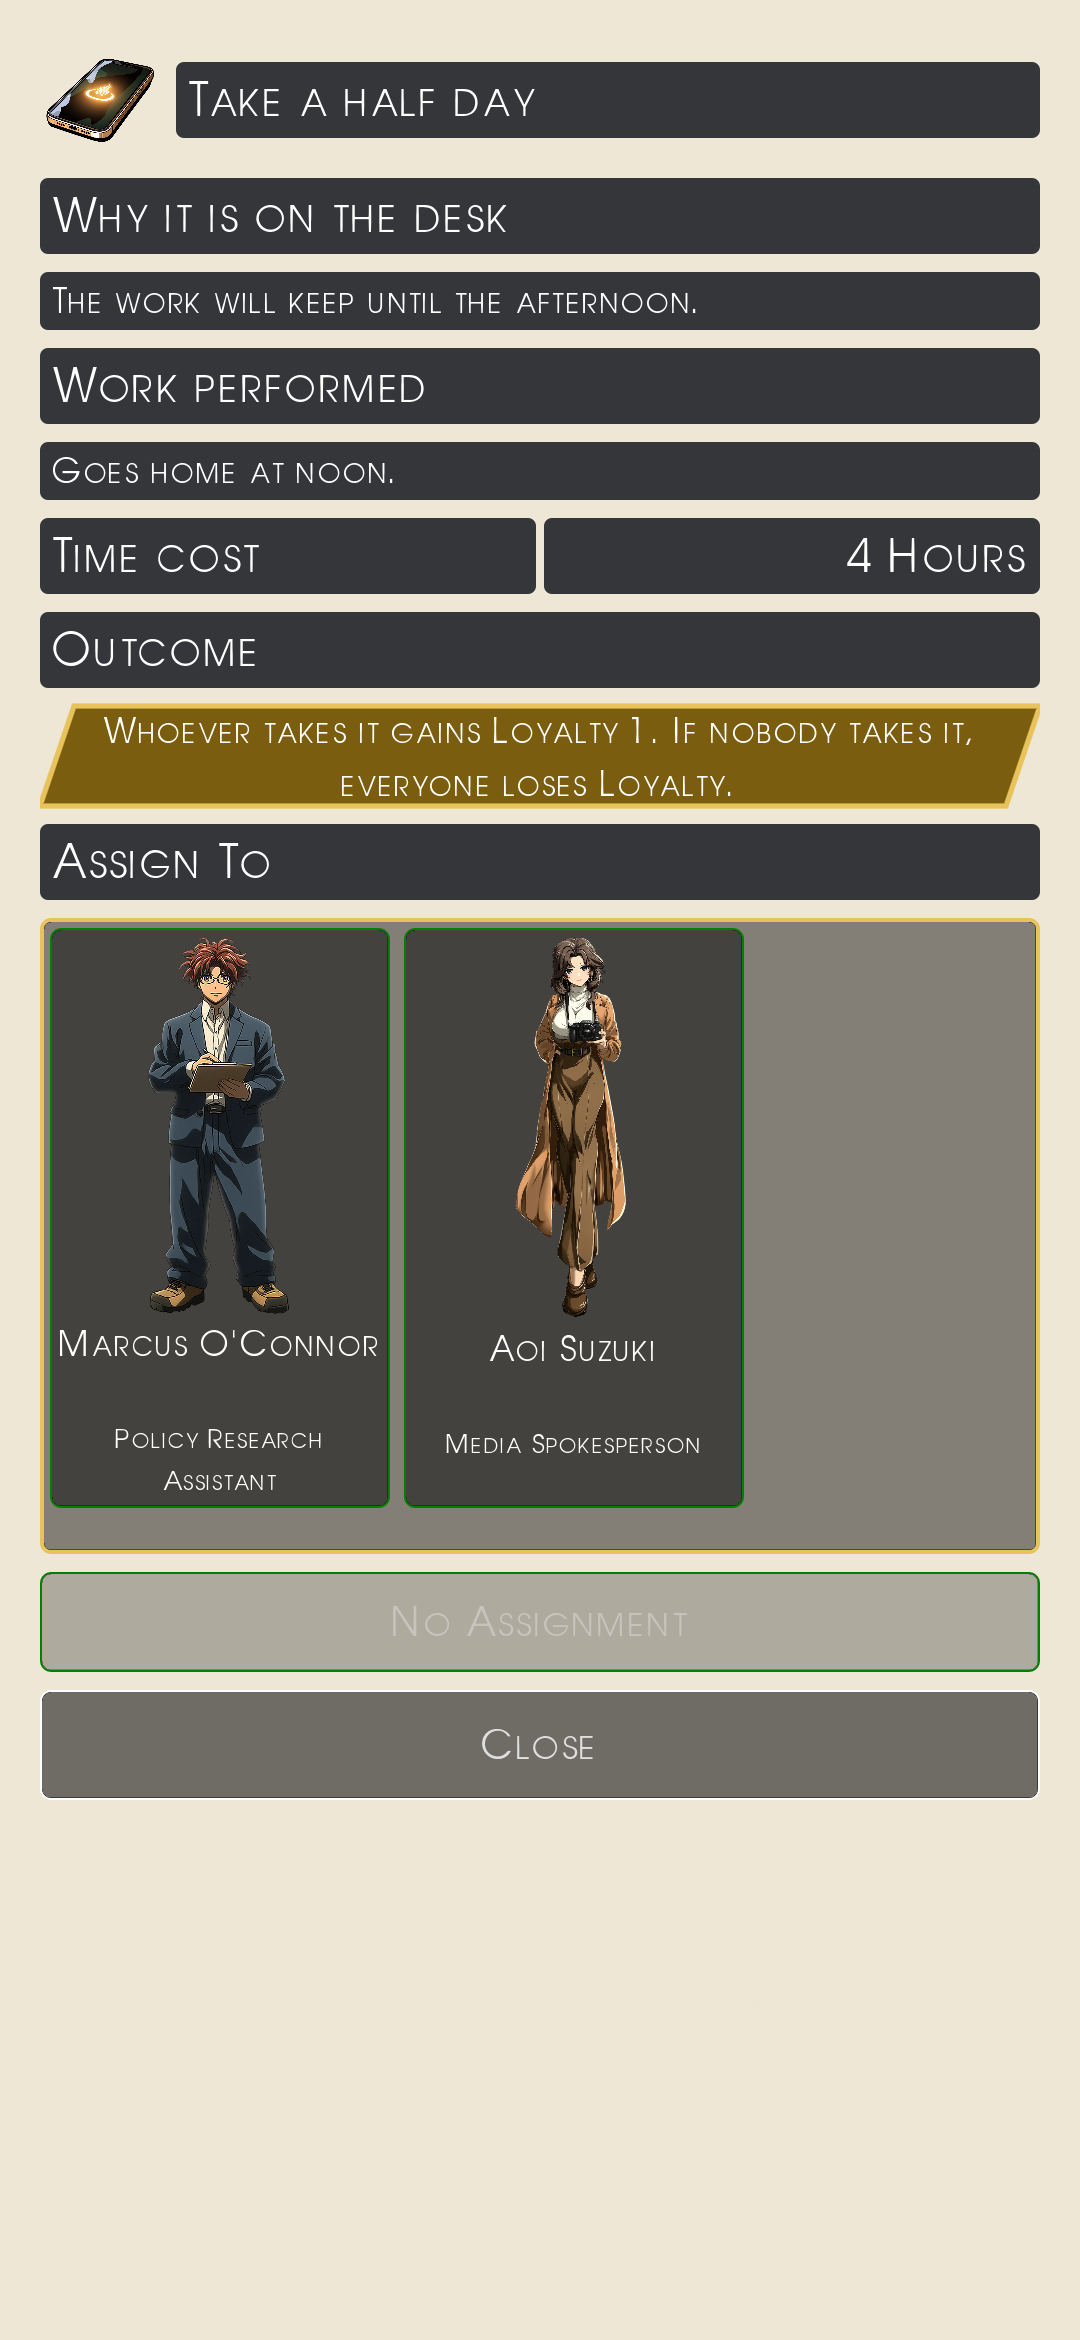 Take a half day
Why it is on the desk
The work will keep until the afternoon.
Work performed
Goes home at noon.
Time cost
4 Hours
Outcome
Whoever takes it gains Loyalty 1. If nobody takes it,
everyone loses Loyalty.
Assign To
Marcus O'Connor
Policy Research
Assistant
Aoi Suzuki
Media Spokesperson
No Assignment
Close